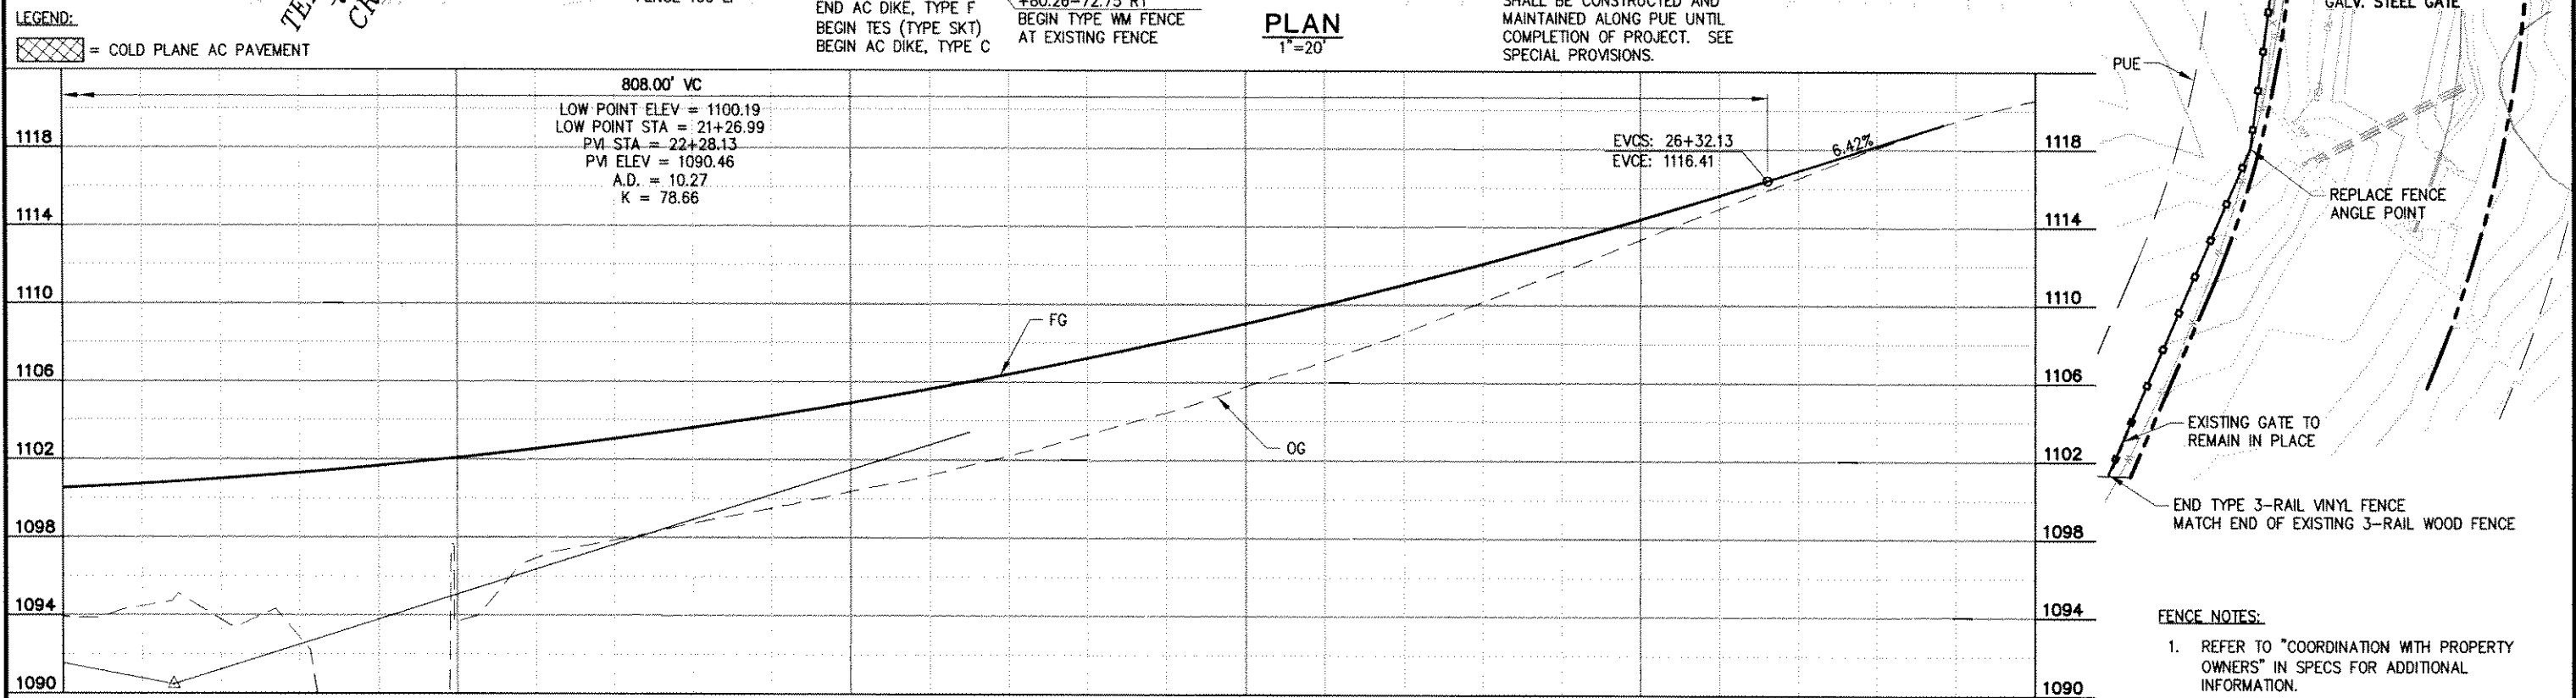 LEGEND:
= COLD PLANE AC PAVEMENT
END AC DIKE, TYPE F
BEGIN TES (TYPE SKT)
BEGIN AC DIKE, TYPE C
BEGIN TYPE WM FENCE
AT EXISTING FENCE
PLAN
1"=20'
SHALL BE CONSTRUCTED AND
MAINTAINED ALONG PUE UNTIL
COMPLETION OF PROJECT. SEE
SPECIAL PROVISIONS.
GALV. STEEL GATE
PUE
808.00' VC
LOW POINT ELEV = 1100.19
LOW POINT STA = 21+26.99
PVI STA = 22+28.13
PVI ELEV = 1090.46
A.D. = 10.27
K = 78.66
EVCS: 26+32.13
EVCE: 1116.41
6.42%
FG
OG
1118
1114
1110
1106
1102
1098
1094
1090
1118
1114
1110
1106
1102
1098
1094
1090
REPLACE FENCE
ANGLE POINT
EXISTING GATE TO
REMAIN IN PLACE
END TYPE 3-RAIL VINYL FENCE
MATCH END OF EXISTING 3-RAIL WOOD FENCE
FENCE NOTES:
1. REFER TO "COORDINATION WITH PROPERTY
OWNERS" IN SPECS FOR ADDITIONAL
INFORMATION.